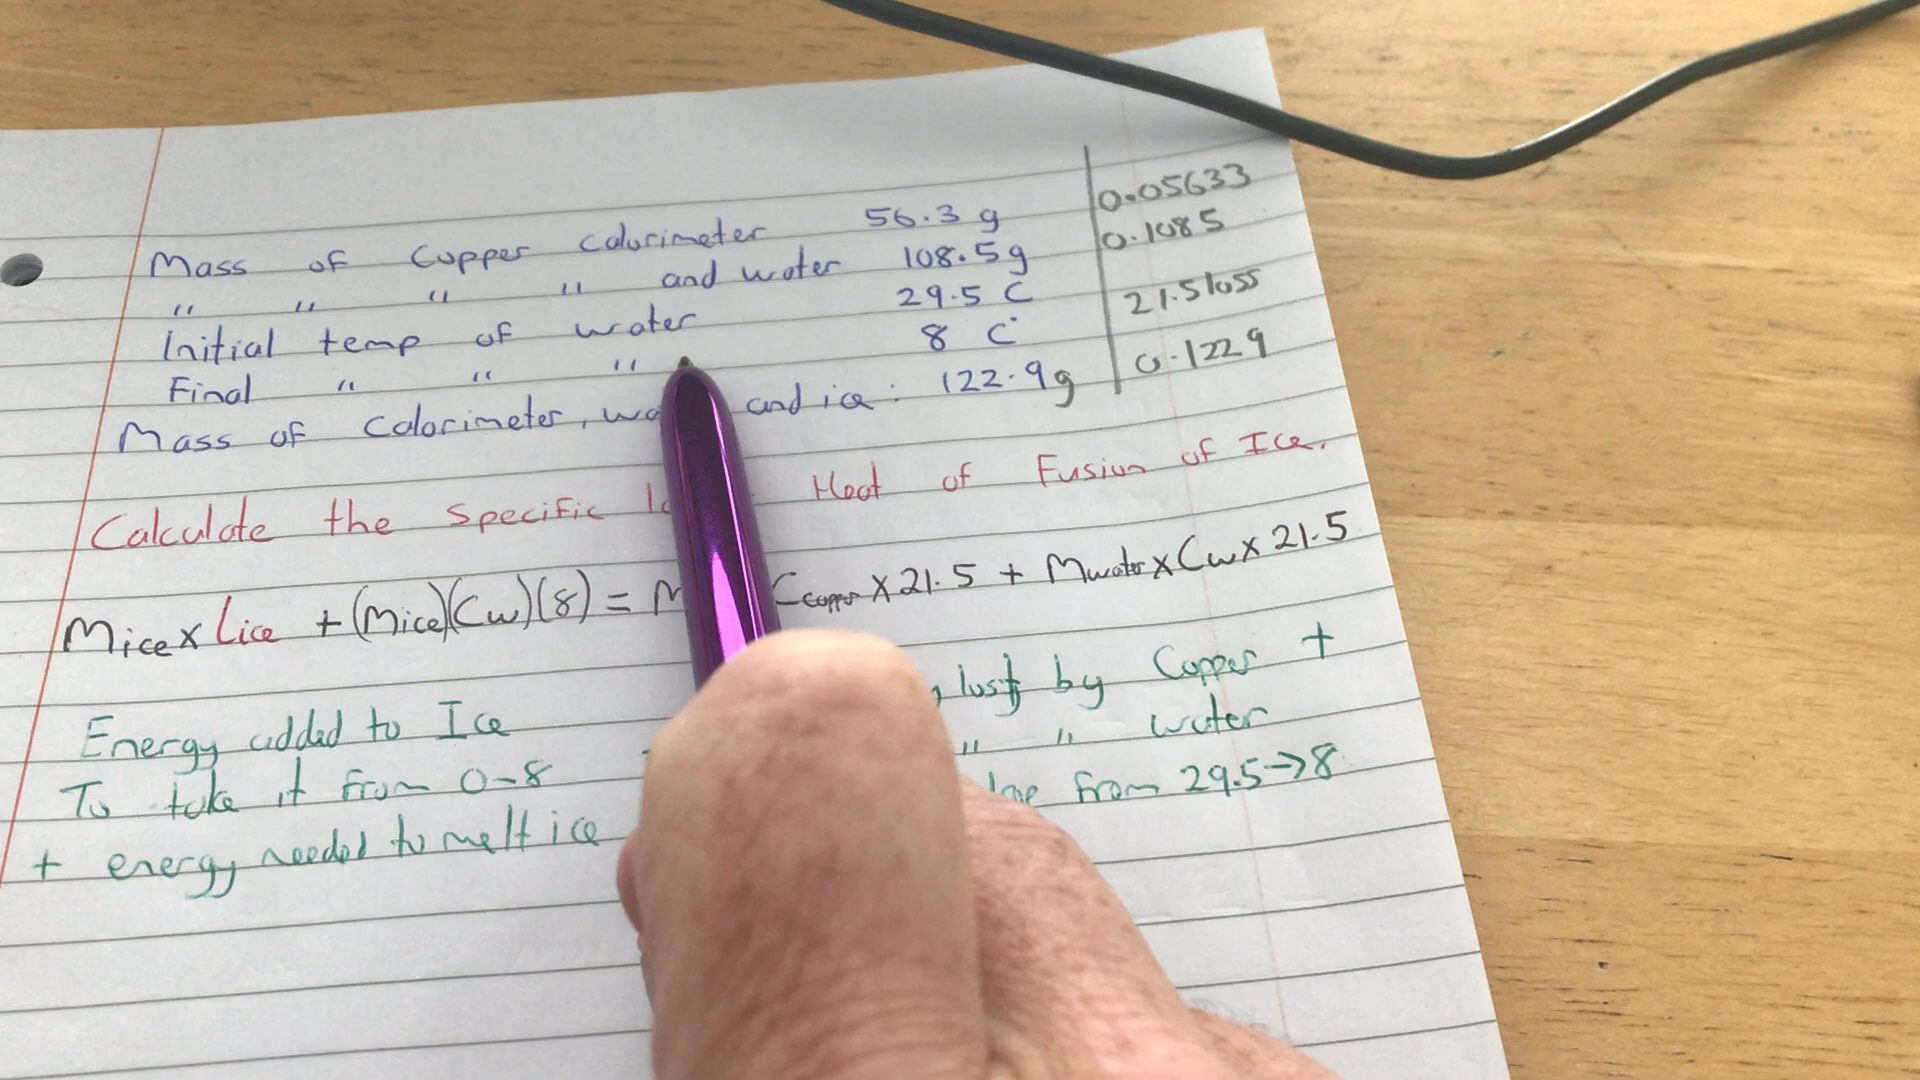 Mass of Copper calorimeter 56.3 g 0.05633
" " " " and water 108.5g 0.1085
Initial temp of water 29.5 C
Final " " " 8 C° 21.5 loss
Mass of Calorimeter, and ice: 122.9g 0.1229
Calculate the specific Heat of Fusion of Ice.
Mice x Lice + (Mice)(Cw)(8) = M Ccopper x 21.5 + Mwater x Cw x 21.5
Energy added to Ice lost by Copper +
To take it from 0-8 " " water
+ energy needed to melt ice from 29.5→8